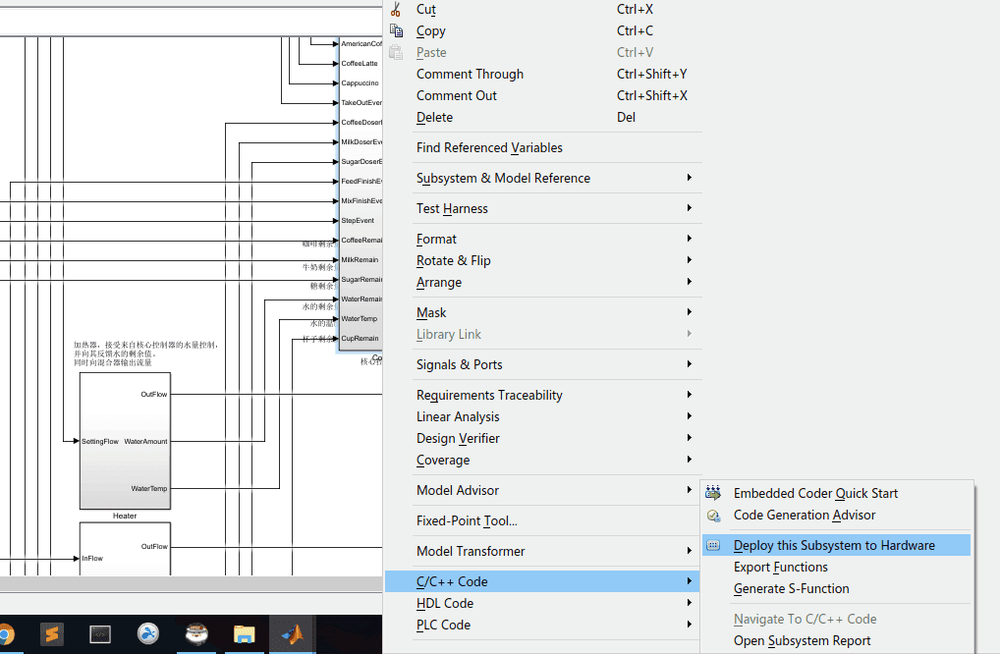 Cut Ctrl+X
Copy Ctrl+C
Paste Ctrl+V
Comment Through Ctrl+Shift+Y
Comment Out Ctrl+Shift+X
Delete Del
Find Referenced Variables
Subsystem & Model Reference
Test Harness
Format
Rotate & Flip
Arrange
Mask
Library Link
Signals & Ports
Requirements Traceability
Linear Analysis
Design Verifier
Coverage
Model Advisor
Fixed-Point Tool...
Model Transformer
C/C++ Code
HDL Code
PLC Code
Embedded Coder Quick Start
Code Generation Advisor
Deploy this Subsystem to Hardware
Export Functions
Generate S-Function
Navigate To C/C++ Code
Open Subsystem Report
AmericanCof
CoffeeLatte
Cappuccino
TakeOutEver
CoffeeDoserE
MilkDoserEve
SugarDoserE
FeedFinishEv
MixFinishEve
StepEvent
CoffeeRemai
MilkRemain
SugarRemain
WaterRemain
WaterTemp
CupRemain
咖啡剩余
牛奶剩余
糖剩余
水的剩余
水的温
杯子剩余
Co
核心控
加热器，接受来自核心控制器的水量控制，
并向其反馈水的剩余值。
同时向混合器输出流量
OutFlow
SettingFlow WaterAmount
WaterTemp
Heater
OutFlow
InFlow